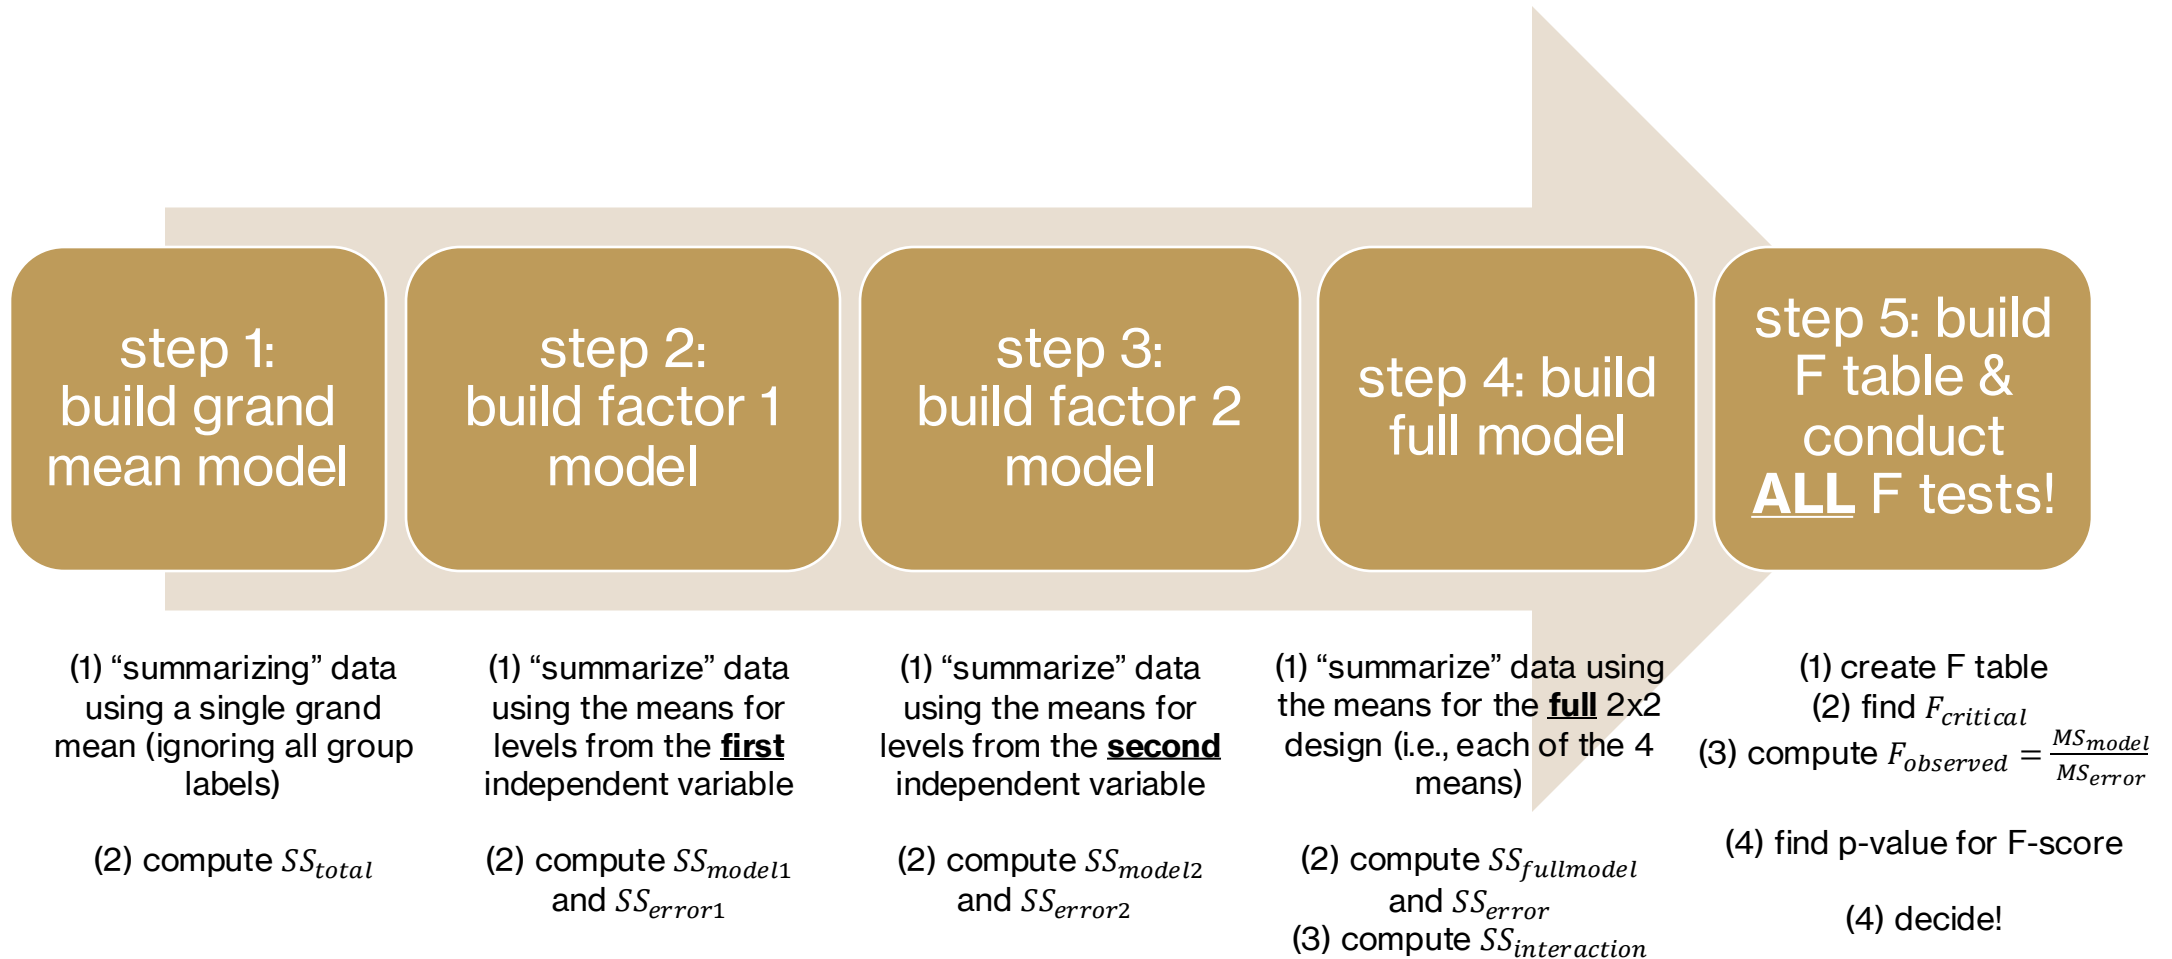 step 1:
build grand
mean model
step 2:
build factor 1
model
step 3:
build factor 2
model
step 4: build
full model
step 5: build
F table &
conduct
ALL F tests!
(1) “summarizing” data
using a single grand
mean (ignoring all group
labels)
(2) compute SS_total
(1) “summarize” data
using the means for
levels from the first
independent variable
(2) compute SS_model1
and SS_error1
(1) “summarize” data
using the means for
levels from the second
independent variable
(2) compute SS_model2
and SS_error2
(1) “summarize” data using
the means for the full 2x2
design (i.e., each of the 4
means)
(2) compute SS_fullmodel
and SS_error
(3) compute SS_interaction
(1) create F table
(2) find F_critical
(3) compute F_observed = MS_model / MS_error
(4) find p-value for F-score
(4) decide!